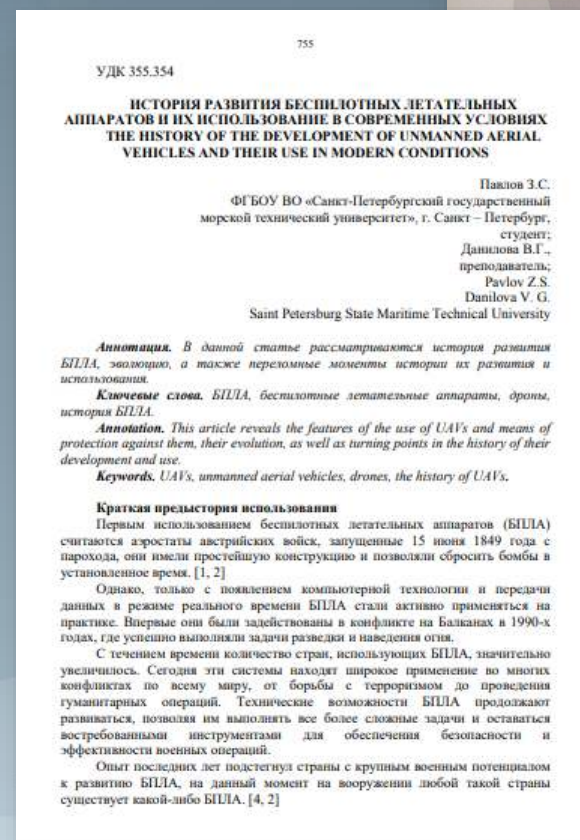 755
УДК 355.354
ИСТОРИЯ РАЗВИТИЯ БЕСПИЛОТНЫХ ЛЕТАТЕЛЬНЫХ
АППАРАТОВ И ИХ ИСПОЛЬЗОВАНИЕ В СОВРЕМЕННЫХ УСЛОВИЯХ
THE HISTORY OF THE DEVELOPMENT OF UNMANNED AERIAL
VEHICLES AND THEIR USE IN MODERN CONDITIONS
Павлов З.С.
ФГБОУ ВО «Санкт-Петербургский государственный
морской технический университет», г. Санкт – Петербург,
студент;
Данилова В.Г.,
преподаватель;
Pavlov Z.S.
Danilova V. G.
Saint Petersburg State Maritime Technical University
Аннотация. В данной статье рассматриваются история развития
БПЛА, эволюцию, а также переломные моменты истории их развития и
использования.
Ключевые слова. БПЛА, беспилотные летательные аппараты, дроны,
история БПЛА.
Annotation. This article reveals the features of the use of UAVs and means of
protection against them, their evolution, as well as turning points in the history of their
development and use.
Keywords. UAVs, unmanned aerial vehicles, drones, the history of UAVs.
Краткая предыстория использования
Первым использованием беспилотных летательных аппаратов (БПЛА)
считаются аэростаты австрийских войск, запущенные 15 июня 1849 года с
парохода, они имели простейшую конструкцию и позволяли сбросить бомбы в
установленное время. [1, 2]
Однако, только с появлением компьютерной технологии и передачи
данных в режиме реального времени БПЛА стали активно применяться на
практике. Впервые они были задействованы в конфликте на Балканах в 1990-х
годах, где успешно выполняли задачи разведки и наведения огня.
С течением времени количество стран, использующих БПЛА, значительно
увеличилось. Сегодня эти системы находят широкое применение во многих
конфликтах по всему миру, от борьбы с терроризмом до проведения
гуманитарных операций. Технические возможности БПЛА продолжают
развиваться, позволяя им выполнять все более сложные задачи и оставаться
востребованными инструментами для обеспечения безопасности и
эффективности военных операций.
Опыт последних лет подстегнул страны с крупным военным потенциалом
к развитию БПЛА, на данный момент на вооружении любой такой страны
существует какой-либо БПЛА. [4, 2]